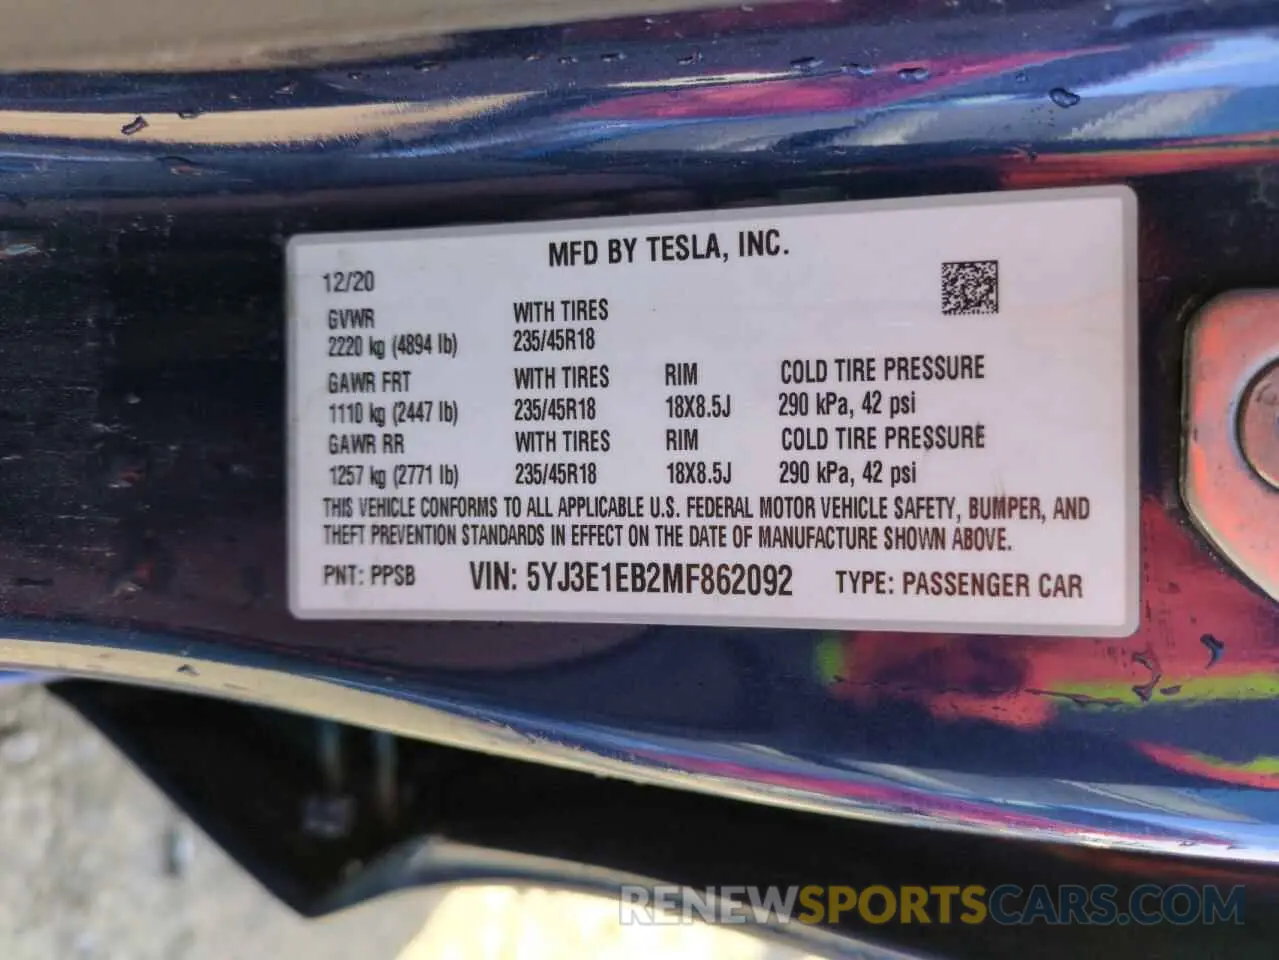 MFD BY TESLA, INC.
12/20
GVWR WITH TIRES
2220 kg (4894 lb) 235/45R18
GAWR FRT WITH TIRES RIM COLD TIRE PRESSURE
1110 kg (2447 lb) 235/45R18 18X8.5J 290 kPa, 42 psi
GAWR RR WITH TIRES RIM COLD TIRE PRESSURE
1257 kg (2771 lb) 235/45R18 18X8.5J 290 kPa, 42 psi
THIS VEHICLE CONFORMS TO ALL APPLICABLE U.S. FEDERAL MOTOR VEHICLE SAFETY, BUMPER, AND
THEFT PREVENTION STANDARDS IN EFFECT ON THE DATE OF MANUFACTURE SHOWN ABOVE.
PNT: PPSB VIN: 5YJ3E1EB2MF862092 TYPE: PASSENGER CAR
RENEWSPORTSCARS.COM